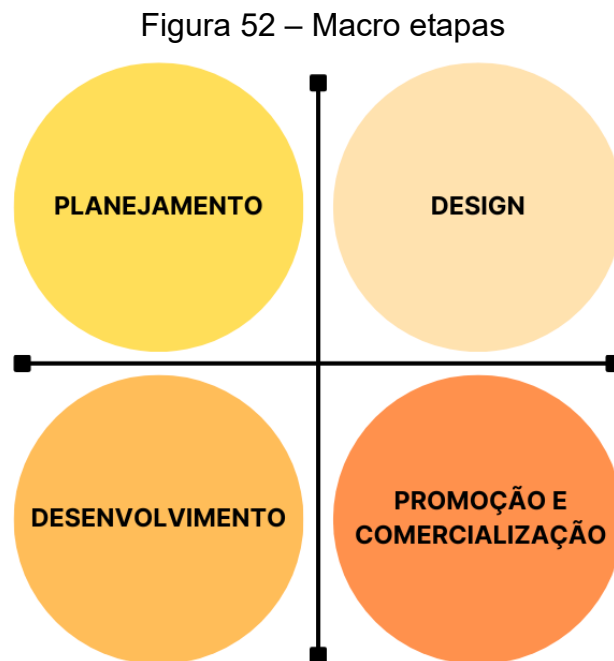 Figura 52 – Macro etapas
PLANEJAMENTO
DESIGN
DESENVOLVIMENTO
PROMOÇÃO E
COMERCIALIZAÇÃO